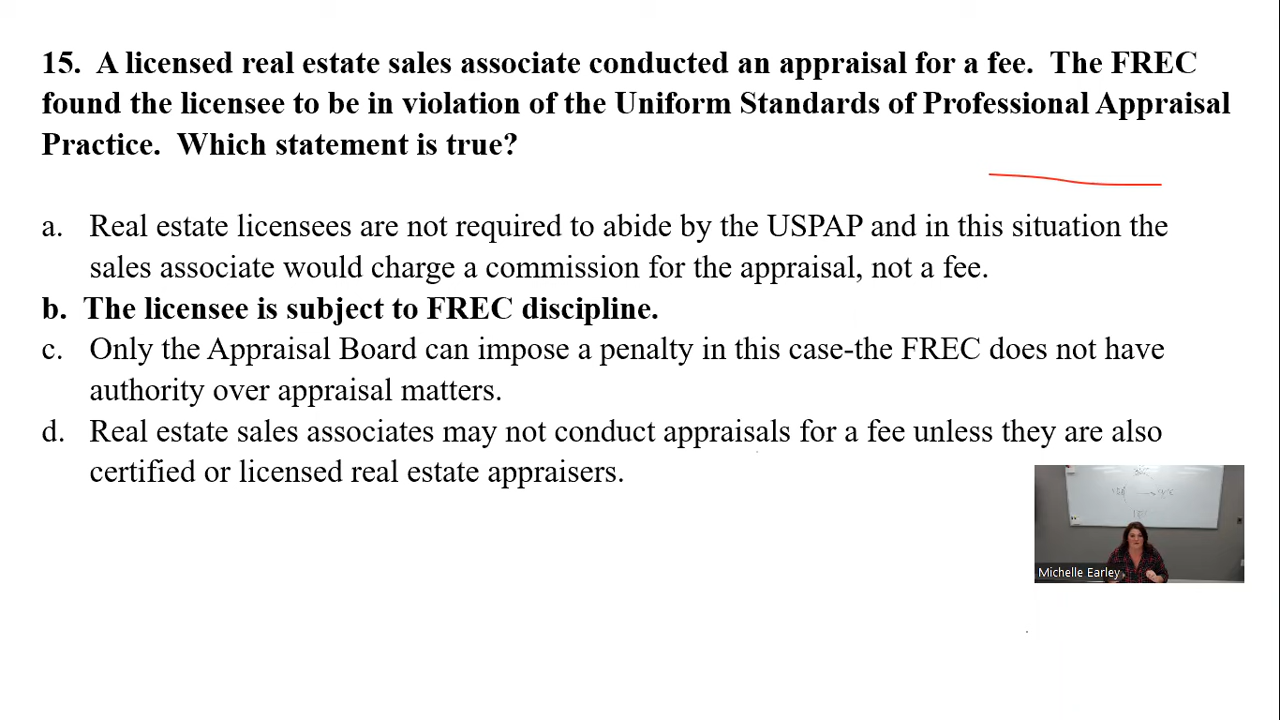 15. A licensed real estate sales associate conducted an appraisal for a fee. The FREC
found the licensee to be in violation of the Uniform Standards of Professional Appraisal
Practice. Which statement is true?
a. Real estate licensees are not required to abide by the USPAP and in this situation the
sales associate would charge a commission for the appraisal, not a fee.
b. The licensee is subject to FREC discipline.
c. Only the Appraisal Board can impose a penalty in this case-the FREC does not have
authority over appraisal matters.
d. Real estate sales associates may not conduct appraisals for a fee unless they are also
certified or licensed real estate appraisers.
Michelle Earley